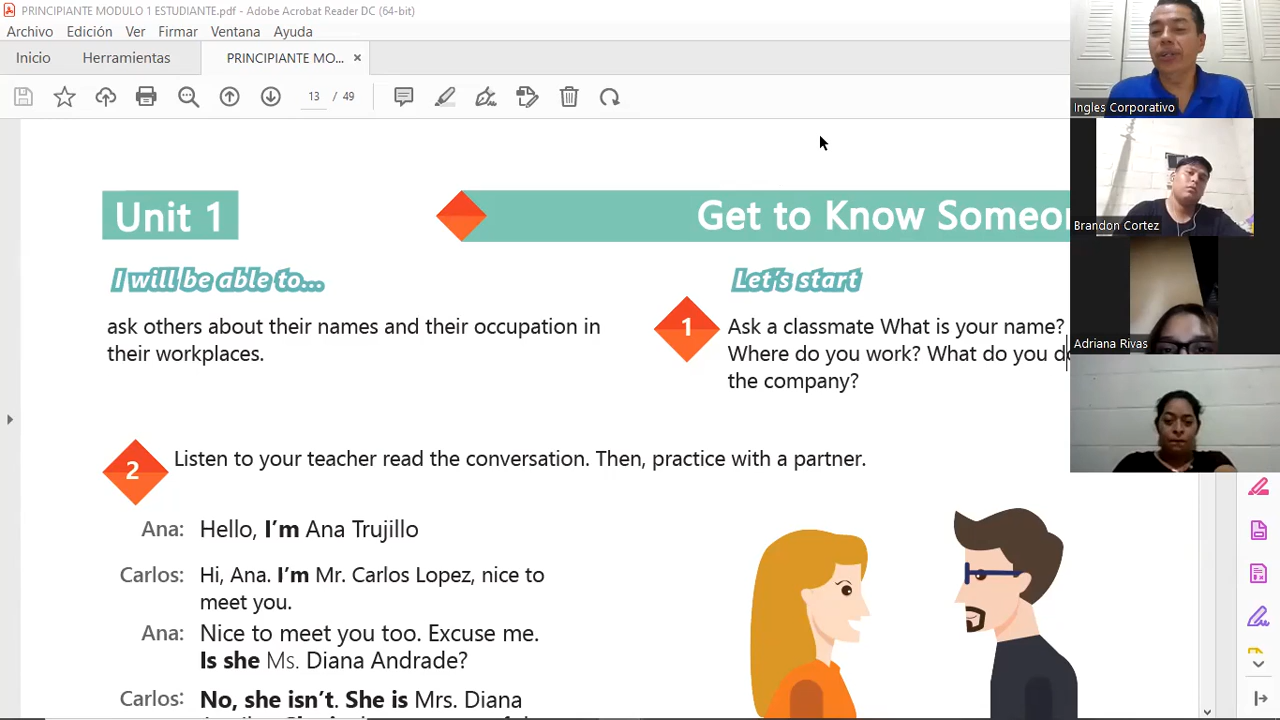 PRINCIPIANTE MODULO 1 ESTUDIANTE.pdf - Adobe Acrobat Reader DC (64-bit)
Archivo Edición Ver Firmar Ventana Ayuda
Inicio Herramientas PRINCIPIANTE MO... ×
13 / 49
Ingles Corporativo
Brandon Cortez
Adriana Rivas
Unit 1
Get to Know
I will be able to...
ask others about their names and their occupation in
their workplaces.
Let's start
1
Ask a classmate What is your name?
Where do you work? What do you
the company?
2
Listen to your teacher read the conversation. Then, practice with a partner.
Ana: Hello, I'm Ana Trujillo
Carlos: Hi, Ana. I'm Mr. Carlos Lopez, nice to
meet you.
Ana: Nice to meet you too. Excuse me.
Is she Ms. Diana Andrade?
Carlos: No, she isn't. She is Mrs. Diana